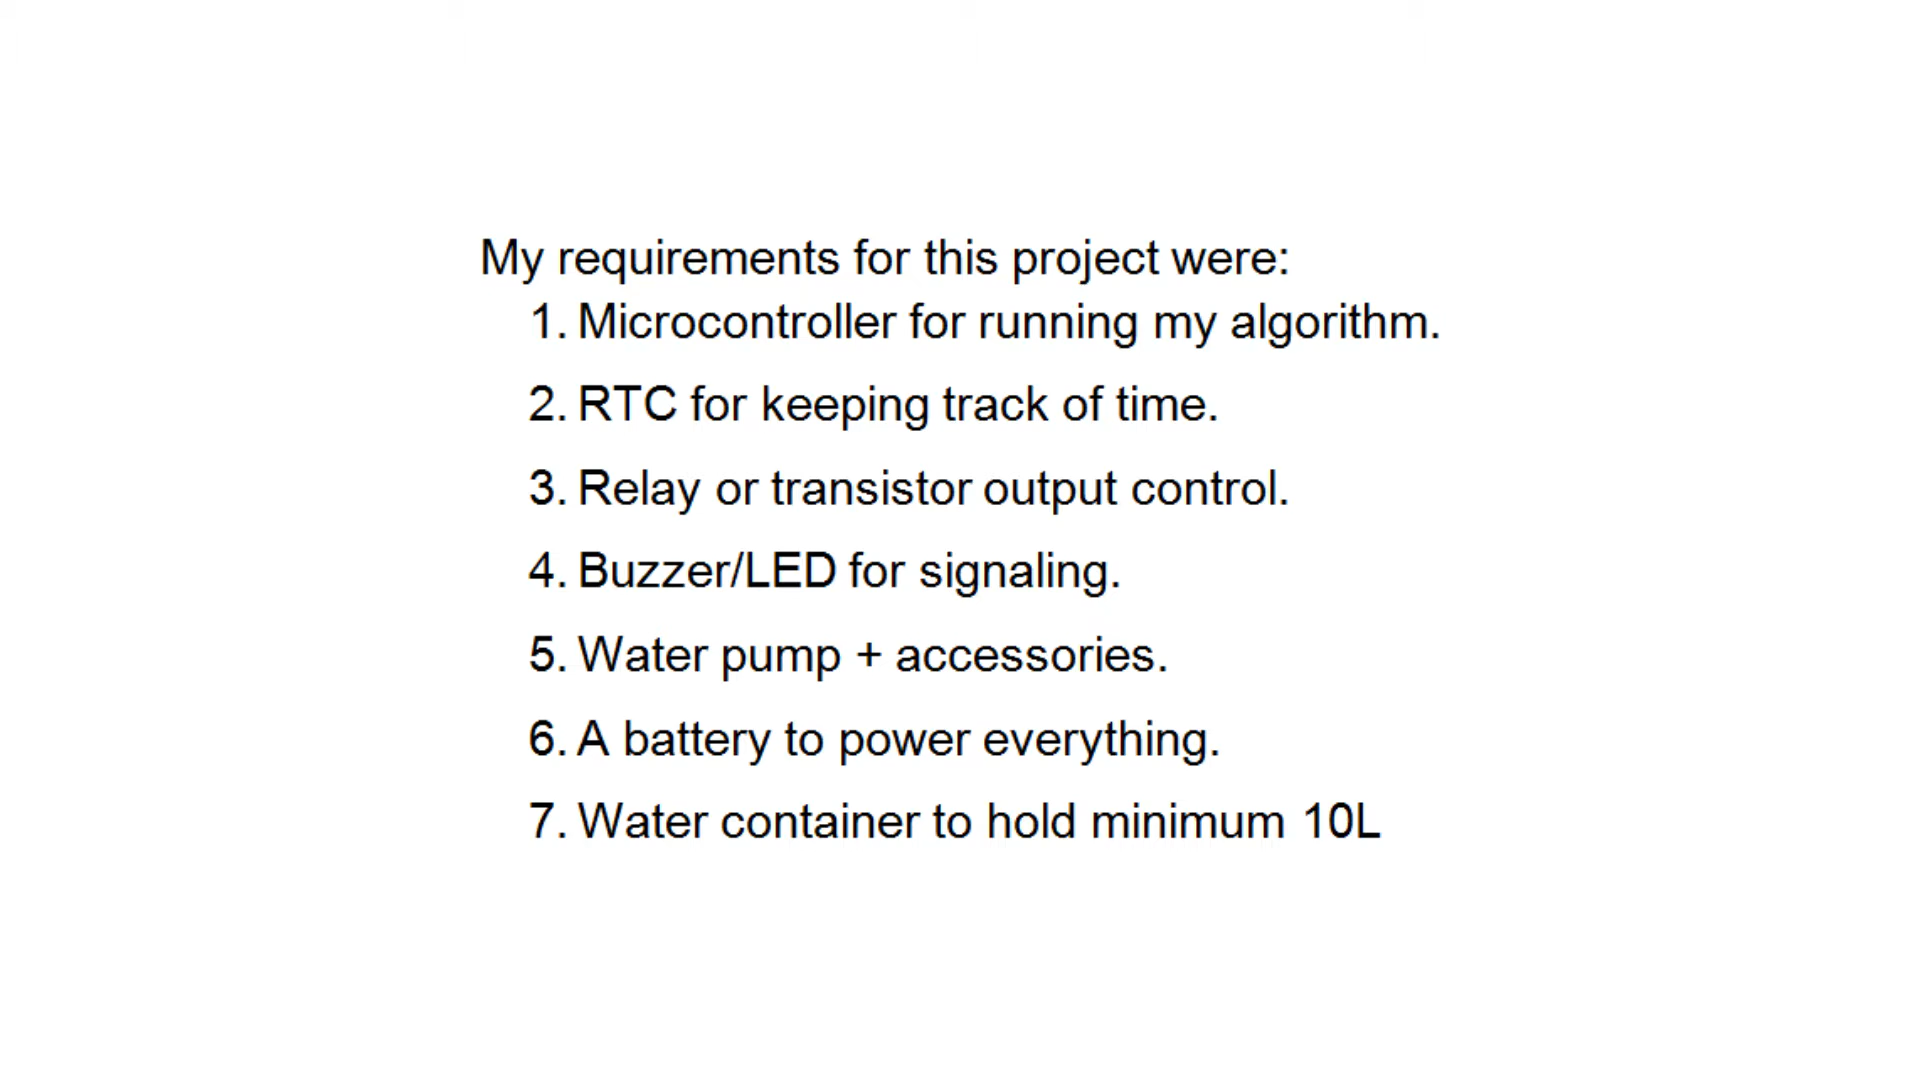 My requirements for this project were:
1. Microcontroller for running my algorithm.
2. RTC for keeping track of time.
3. Relay or transistor output control.
4. Buzzer/LED for signaling.
5. Water pump + accessories.
6. A battery to power everything.
7. Water container to hold minimum 10L